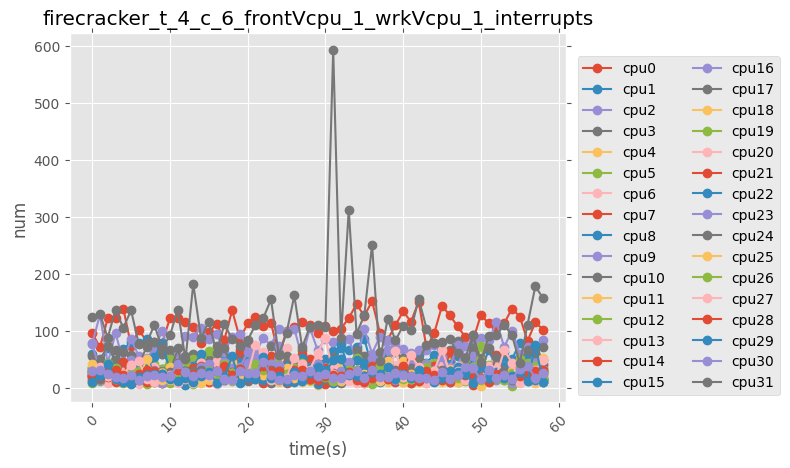 firecracker_t_4_c_6_frontVcpu_1_wrkVcpu_1_interrupts
600
500
400
300
200
100
0
num
0
10
20
30
40
50
60
time(s)
cpu0
cpu1
cpu2
cpu3
cpu4
cpu5
cpu6
cpu7
cpu8
cpu9
cpu10
cpu11
cpu12
cpu13
cpu14
cpu15
cpu16
cpu17
cpu18
cpu19
cpu20
cpu21
cpu22
cpu23
cpu24
cpu25
cpu26
cpu27
cpu28
cpu29
cpu30
cpu31